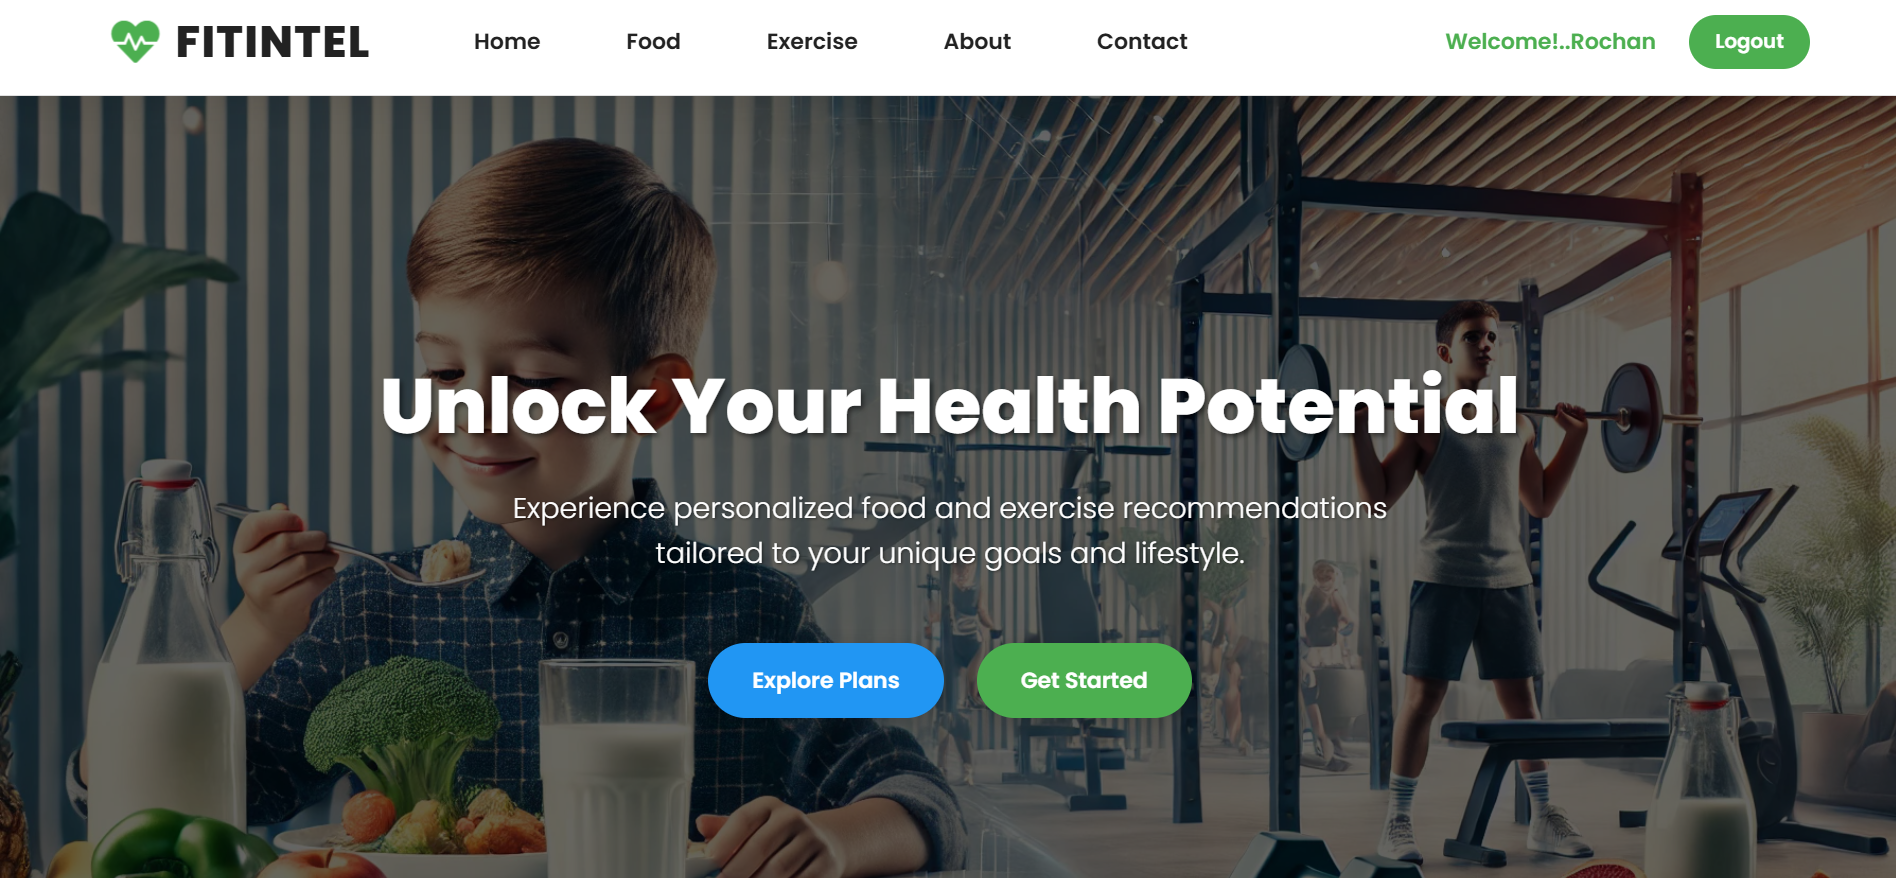 FITINTEL
Home
Food
Exercise
About
Contact
Welcome!..Rochan
Logout
Unlock Your Health Potential
Experience personalized food and exercise recommendations
tailored to your unique goals and lifestyle.
Explore Plans
Get Started